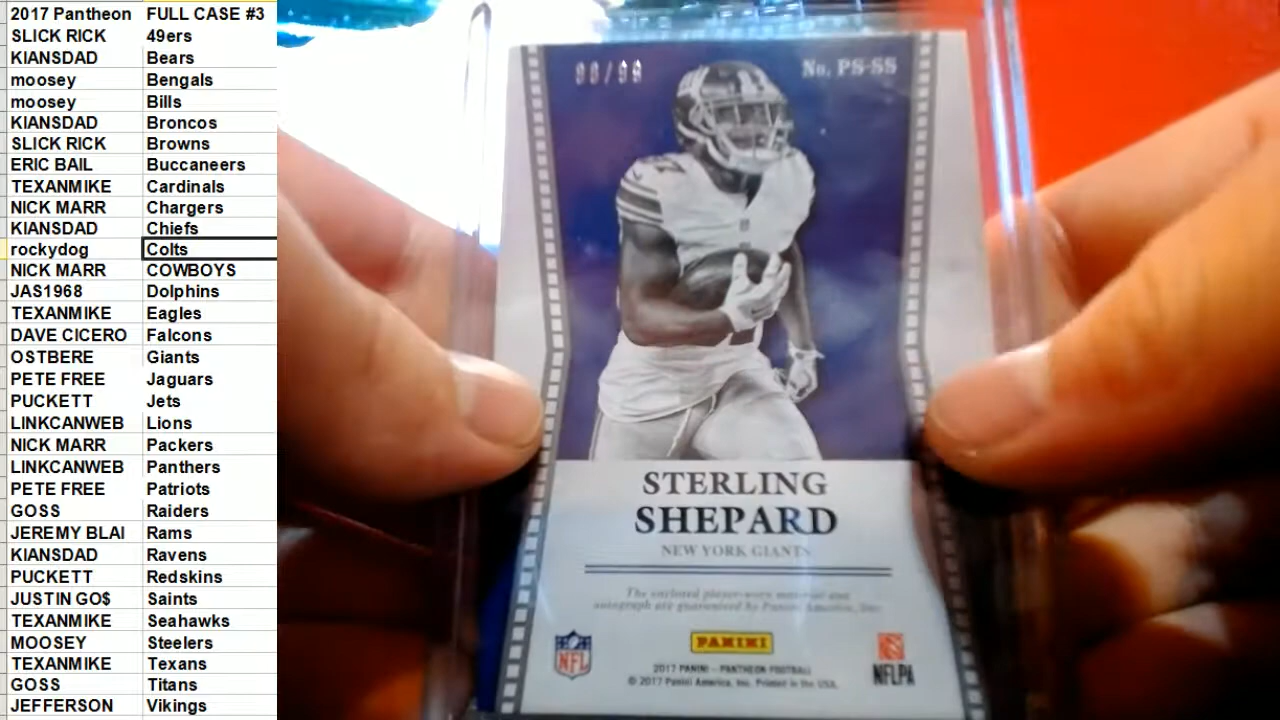 2017 Pantheon FULL CASE #3
SLICK RICK 49ers
KIANSDAD Bears
moosey Bengals
moosey Bills
KIANSDAD Broncos
SLICK RICK Browns
ERIC BAIL Buccaneers
TEXANMIKE Cardinals
NICK MARR Chargers
KIANSDAD Chiefs
rockydog Colts
NICK MARR COWBOYS
JAS1968 Dolphins
TEXANMIKE Eagles
DAVE CICERO Falcons
OSTBERE Giants
PETE FREE Jaguars
PUCKETT Jets
LINKCANWEB Lions
NICK MARR Packers
LINKCANWEB Panthers
PETE FREE Patriots
GOSS Raiders
JEREMY BLAI Rams
KIANSDAD Ravens
PUCKETT Redskins
JUSTIN GO$ Saints
TEXANMIKE Seahawks
MOOSEY Steelers
TEXANMIKE Texans
GOSS Titans
JEFFERSON Vikings
/99 No. PS-SS
STERLING
SHEPARD
NEW YORK GIANTS
The enclosed player-worn material and
autograph are guaranteed by Panini America, Inc.
NFL PANINI NFLPA
2017 PANINI - PANTHEON FOOTBALL
© 2017 Panini America, Inc. Printed in the USA.